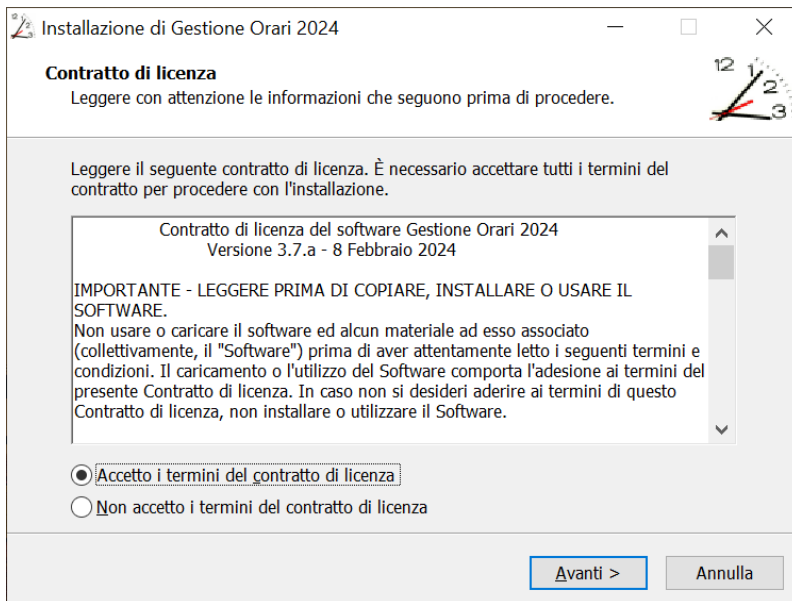 Installazione di Gestione Orari 2024
Contratto di licenza
Leggere con attenzione le informazioni che seguono prima di procedere.
12
1
2
3
Leggere il seguente contratto di licenza. È necessario accettare tutti i termini del
contratto per procedere con l'installazione.
Contratto di licenza del software Gestione Orari 2024
Versione 3.7.a - 8 Febbraio 2024
IMPORTANTE - LEGGERE PRIMA DI COPIARE, INSTALLARE O USARE IL
SOFTWARE.
Non usare o caricare il software ed alcun materiale ad esso associato
(collettivamente, il "Software") prima di aver attentamente letto i seguenti termini e
condizioni. Il caricamento o l'utilizzo del Software comporta l'adesione ai termini del
presente Contratto di licenza. In caso non si desideri aderire ai termini di questo
Contratto di licenza, non installare o utilizzare il Software.
Accetto i termini del contratto di licenza
Non accetto i termini del contratto di licenza
Avanti >
Annulla